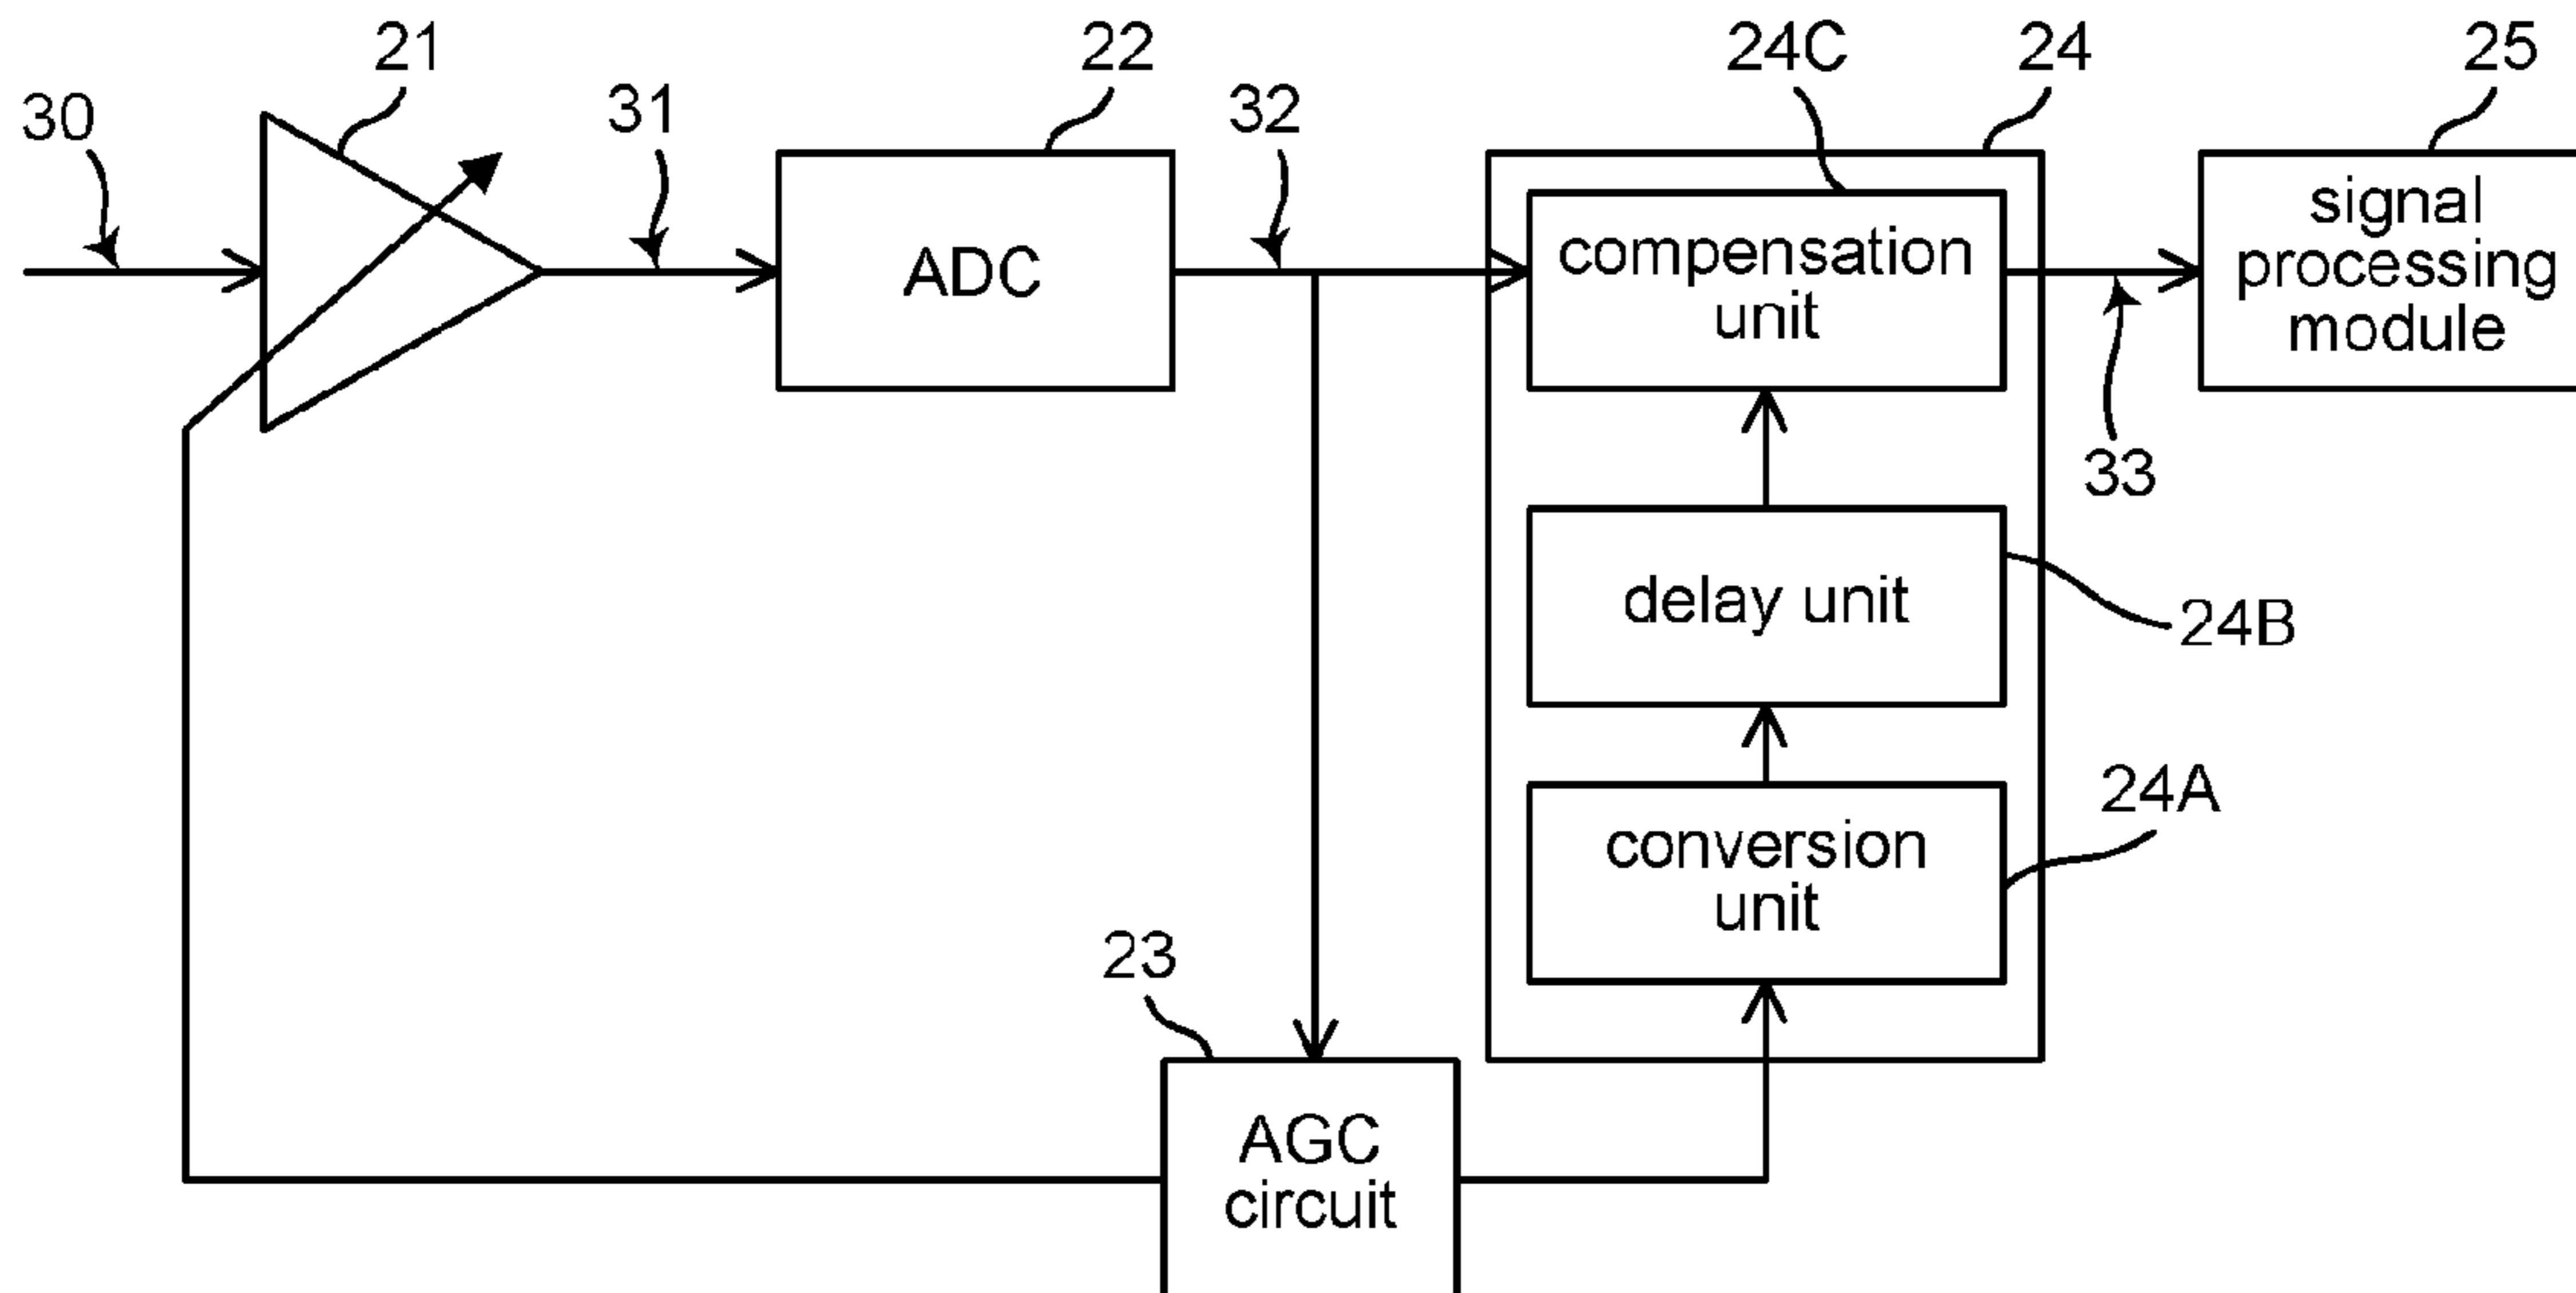 21
22
24C
24
25
30
31
32
ADC
compensation
unit
signal
processing
module
33
delay unit
24B
24A
conversion
unit
23
AGC
circuit